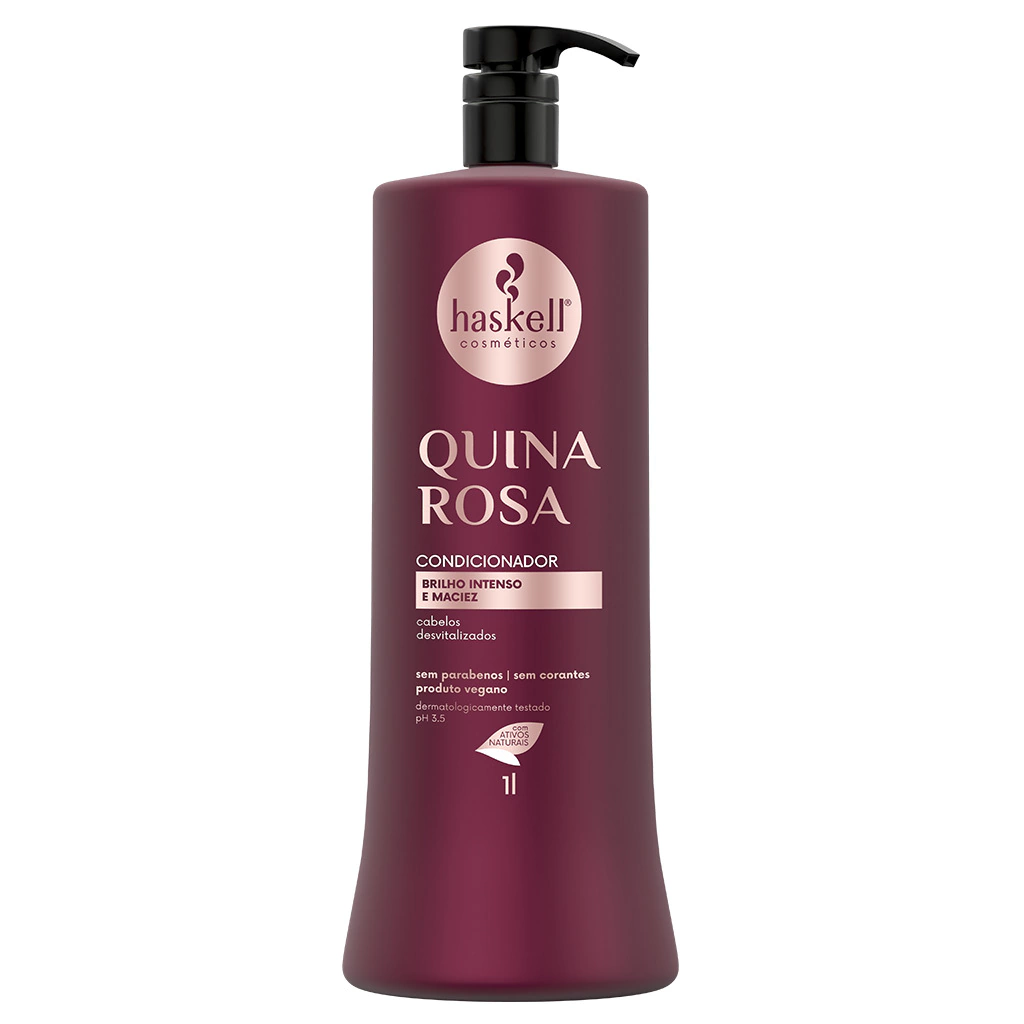 haskell®
cosméticos
QUINA
ROSA
CONDICIONADOR
BRILHO INTENSO
E MACIEZ
cabelos
desvitalizados
sem parabenos | sem corantes
produto vegano
dermatologicamente testado
pH 3.5
com
ATIVOS
NATURAIS
1l